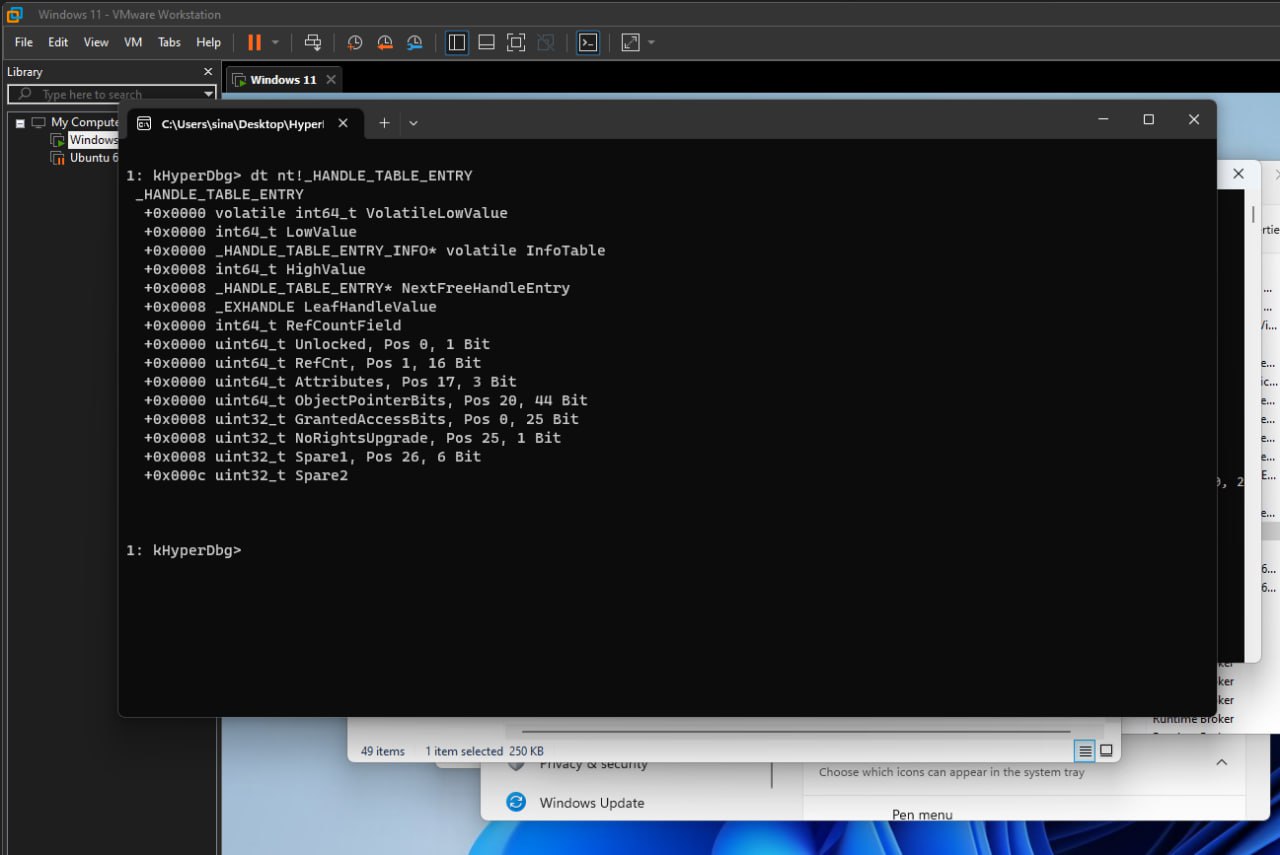 Windows 11 - VMware Workstation
File Edit View VM Tabs Help
Library
Type here to search
Windows 11
My Compute
Windows
Ubuntu 6
C:\Users\sina\Desktop\Hyperl
1: kHyperDbg> dt nt!_HANDLE_TABLE_ENTRY
_HANDLE_TABLE_ENTRY
+0x0000 volatile int64_t VolatileLowValue
+0x0000 int64_t LowValue
+0x0000 _HANDLE_TABLE_ENTRY_INFO* volatile InfoTable
+0x0008 int64_t HighValue
+0x0008 _HANDLE_TABLE_ENTRY* NextFreeHandleEntry
+0x0008 _EXHANDLE LeafHandleValue
+0x0000 int64_t RefCountField
+0x0000 uint64_t Unlocked, Pos 0, 1 Bit
+0x0000 uint64_t RefCnt, Pos 1, 16 Bit
+0x0000 uint64_t Attributes, Pos 17, 3 Bit
+0x0000 uint64_t ObjectPointerBits, Pos 20, 44 Bit
+0x0008 uint32_t GrantedAccessBits, Pos 0, 25 Bit
+0x0008 uint32_t NoRightsUpgrade, Pos 25, 1 Bit
+0x0008 uint32_t Spare1, Pos 26, 6 Bit
+0x000c uint32_t Spare2
1: kHyperDbg>
Runtime Broker
49 items 1 item selected 250 KB
Privacy & security
Choose which icons can appear in the system tray
Windows Update
Pen menu